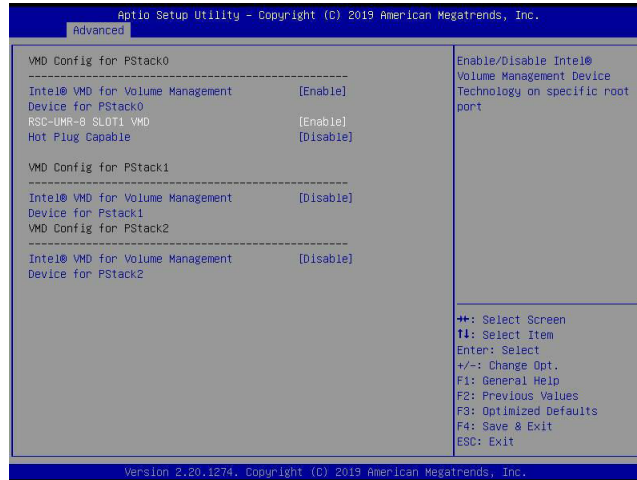 Aptio Setup Utility – Copyright (C) 2019 American Megatrends, Inc.
Advanced
VMD Config for PStack0
--------------------------------------------------
Intel® VMD for Volume Management [Enable]
Device for PStack0
RSC-UMR-8 SLOT1 VMD [Enable]
Hot Plug Capable [Disable]
VMD Config for PStack1
--------------------------------------------------
Intel® VMD for Volume Management [Disable]
Device for Pstack1
VMD Config for PStack2
--------------------------------------------------
Intel® VMD for Volume Management [Disable]
Device for PStack2
Enable/Disable Intel®
Volume Management Device
Technology on specific root
port
→←: Select Screen
↑↓: Select Item
Enter: Select
+/-: Change Opt.
F1: General Help
F2: Previous Values
F3: Optimized Defaults
F4: Save & Exit
ESC: Exit
Version 2.20.1274. Copyright (C) 2019 American Megatrends, Inc.